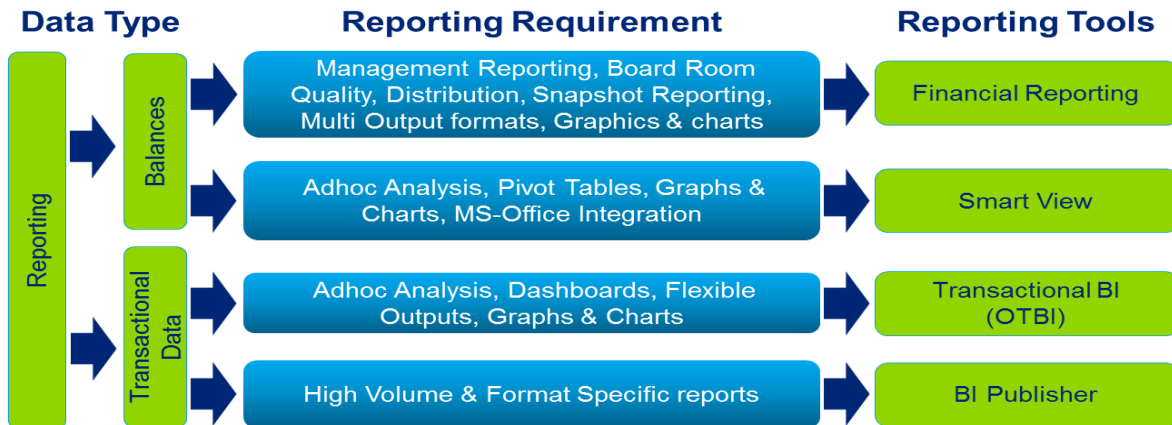 Data Type
Reporting Requirement
Reporting Tools
Reporting
Balances
Management Reporting, Board Room
Quality, Distribution, Snapshot Reporting,
Multi Output formats, Graphics & charts
Financial Reporting
Adhoc Analysis, Pivot Tables, Graphs &
Charts, MS-Office Integration
Smart View
Transactional
Data
Adhoc Analysis, Dashboards, Flexible
Outputs, Graphs & Charts
Transactional BI
(OTBI)
High Volume & Format Specific reports
BI Publisher